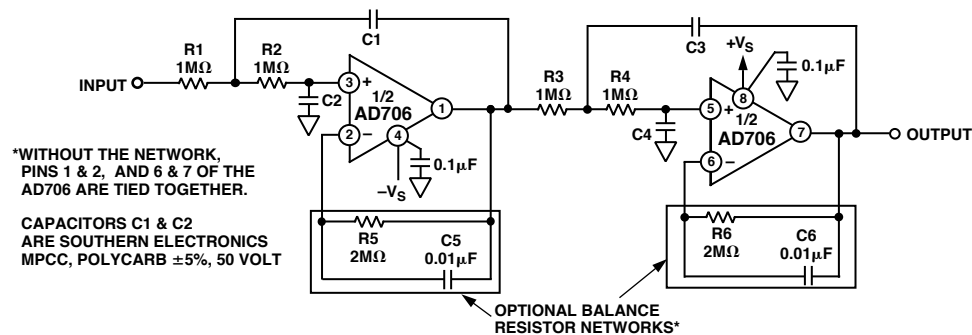 C1
R1
1MΩ
R2
1MΩ
INPUT
C2
3
+
1/2
AD706
1
2
–
4
0.1µF
–VS
R3
1MΩ
R4
1MΩ
C3
+VS
8
0.1µF
C4
5
+
1/2
AD706
7
6
–
OUTPUT
*WITHOUT THE NETWORK,
PINS 1 & 2, AND 6 & 7 OF THE
AD706 ARE TIED TOGETHER.
CAPACITORS C1 & C2
ARE SOUTHERN ELECTRONICS
MPCC, POLYCARB ±5%, 50 VOLT
R5
2MΩ
C5
0.01µF
R6
2MΩ
C6
0.01µF
OPTIONAL BALANCE
RESISTOR NETWORKS*